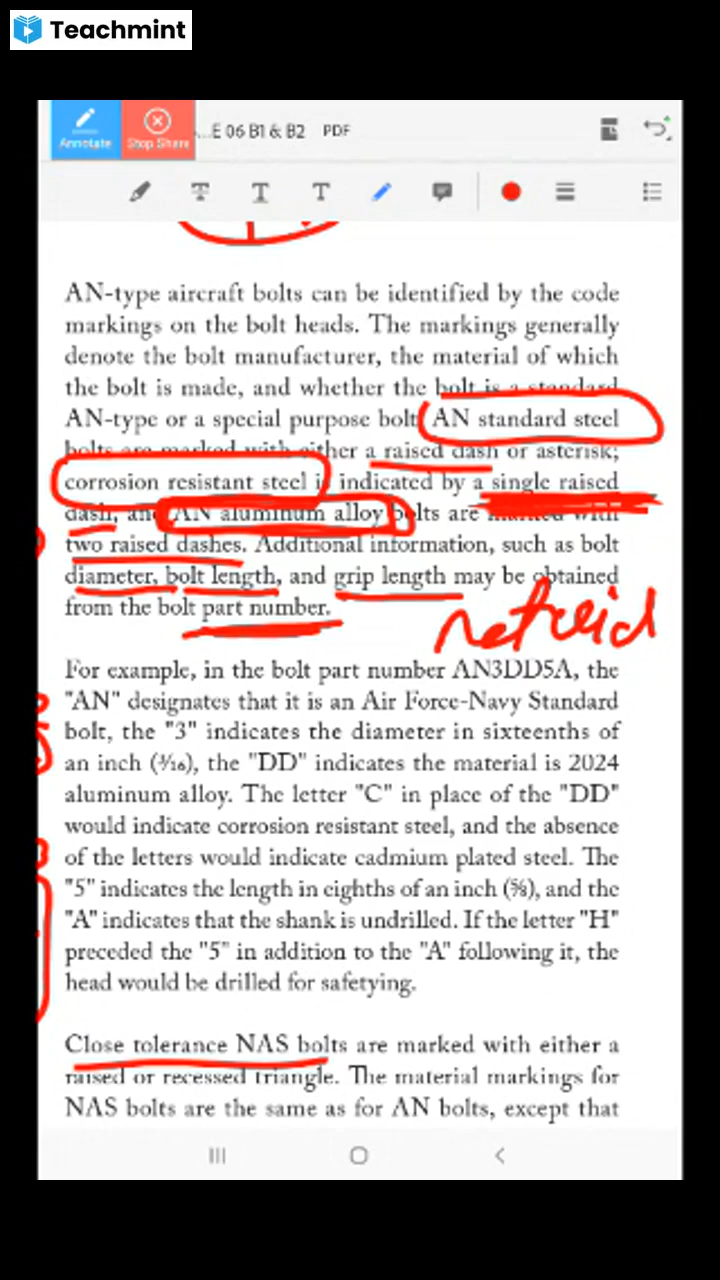 Teachmint
Annotate
Stop Share
...E 06 B1 & B2 PDF
AN-type aircraft bolts can be identified by the code
markings on the bolt heads. The markings generally
denote the bolt manufacturer, the material of which
the bolt is made, and whether the bolt is a standard
AN-type or a special purpose bolt. AN standard steel
bolts are marked with either a raised dash or asterisk;
corrosion resistant steel is indicated by a single raised
dash, and AN aluminum alloy bolts are marked with
two raised dashes. Additional information, such as bolt
diameter, bolt length, and grip length may be obtained
from the bolt part number.
For example, in the bolt part number AN3DD5A, the
"AN" designates that it is an Air Force-Navy Standard
bolt, the "3" indicates the diameter in sixteenths of
an inch (3⁄16), the "DD" indicates the material is 2024
aluminum alloy. The letter "C" in place of the "DD"
would indicate corrosion resistant steel, and the absence
of the letters would indicate cadmium plated steel. The
"5" indicates the length in eighths of an inch (5⁄8), and the
"A" indicates that the shank is undrilled. If the letter "H"
preceded the "5" in addition to the "A" following it, the
head would be drilled for safetying.
Close tolerance NAS bolts are marked with either a
raised or recessed triangle. The material markings for
NAS bolts are the same as for AN bolts, except that